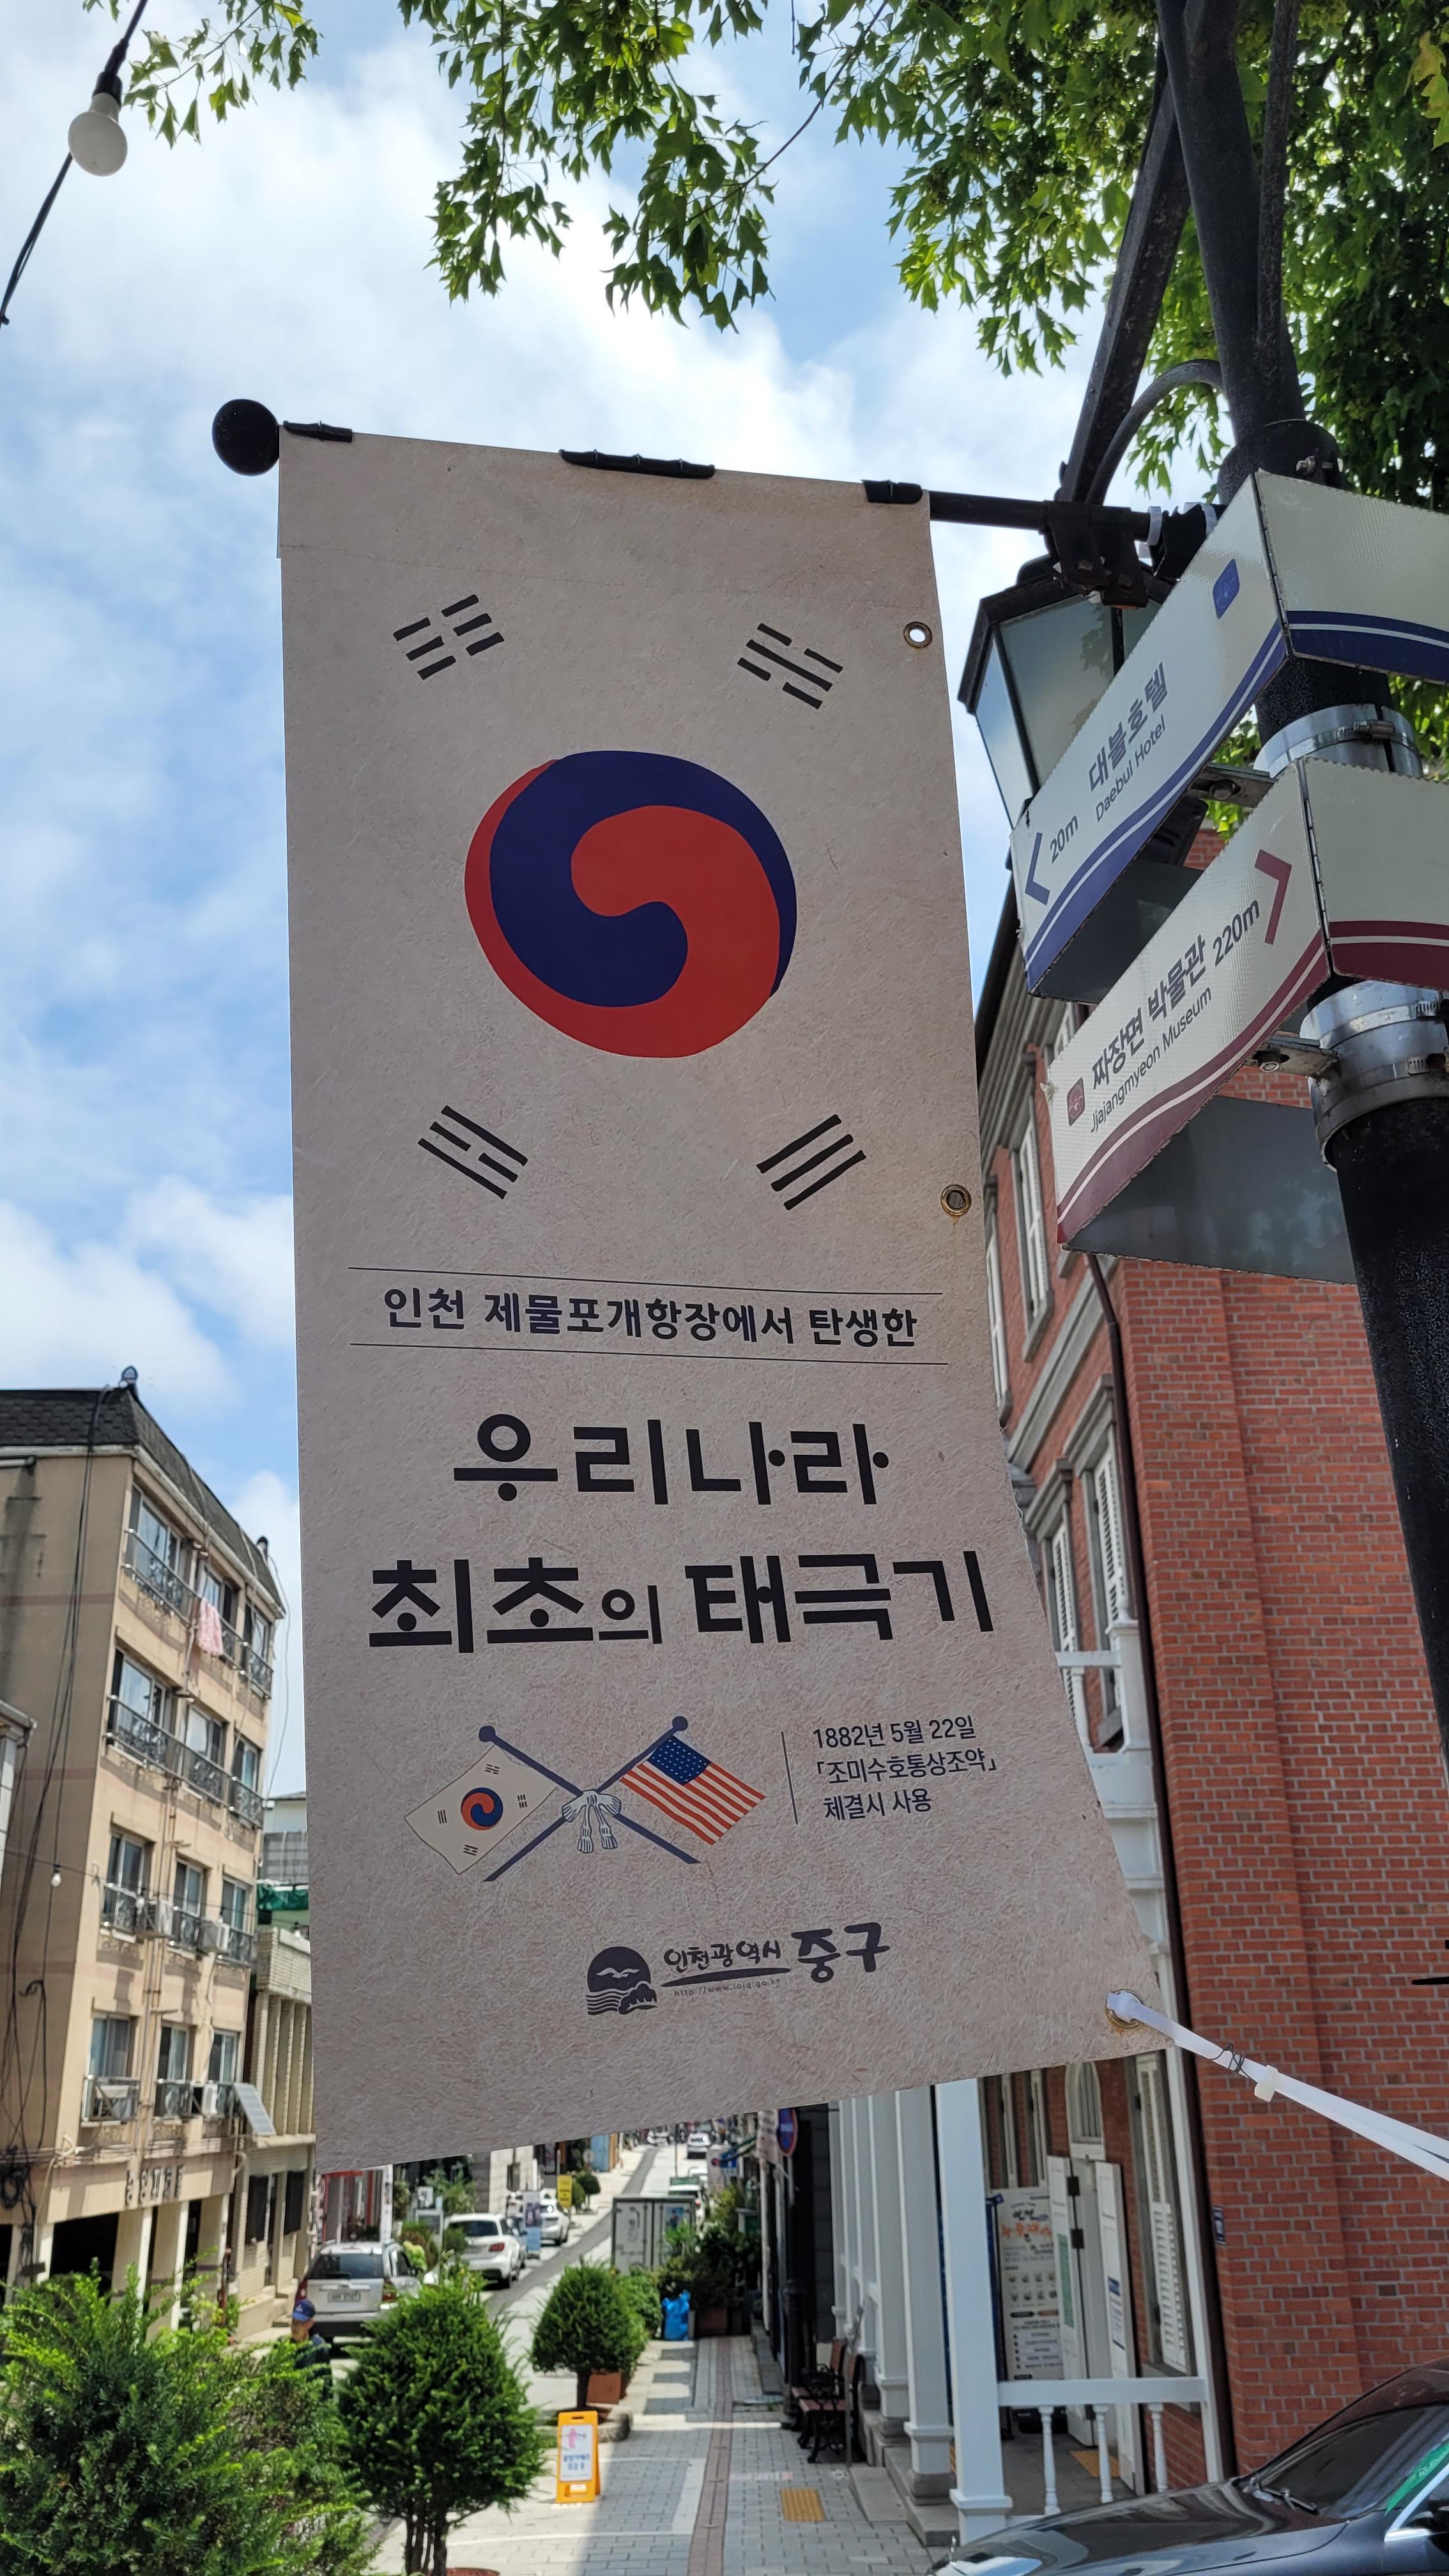 인천 제물포개항장에서 탄생한
우리나라
최초의 태극기
1882년 5월 22일
「조미수호통상조약」
체결시 사용
인천광역시 중구
대불호텔
20m Daebul Hotel
짜장면 박물관 220m
Jjajangmyeon Museum